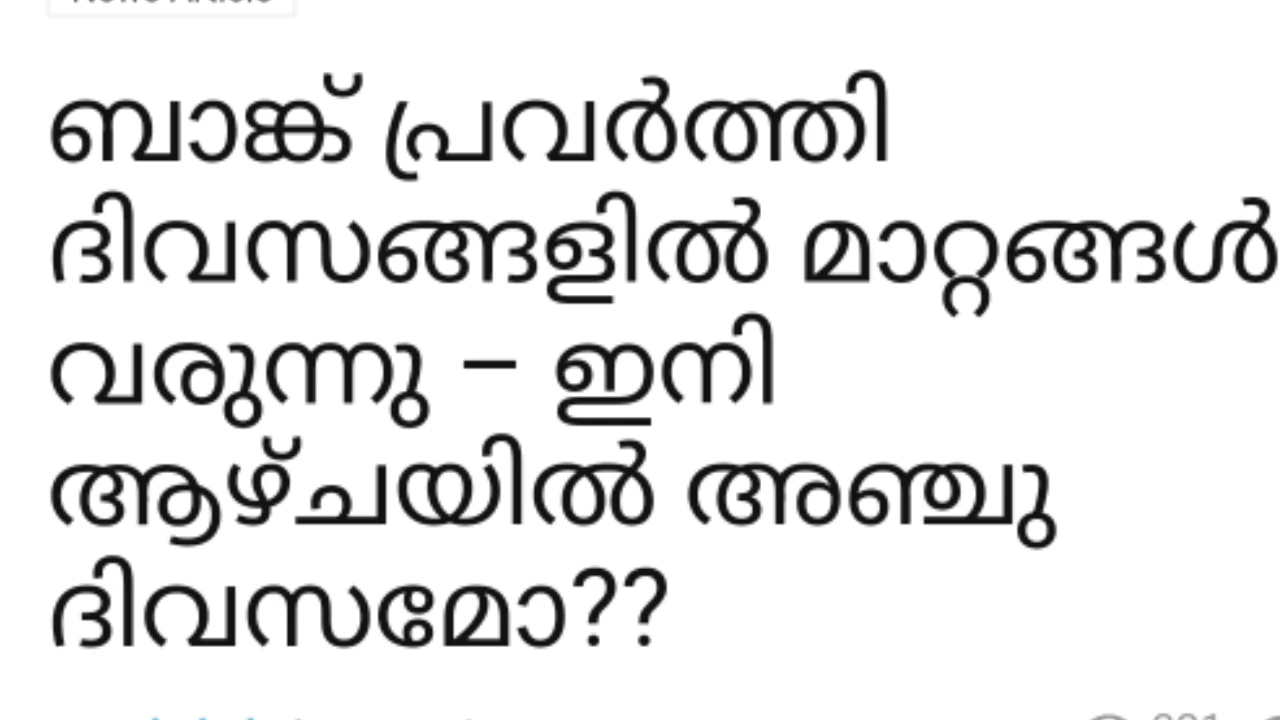 ബാങ്ക് പ്രവർത്തി
ദിവസങ്ങളിൽ മാറ്റങ്ങൾ
വരുന്നു – ഇനി
ആഴ്ചയിൽ അഞ്ചു
ദിവസമോ??